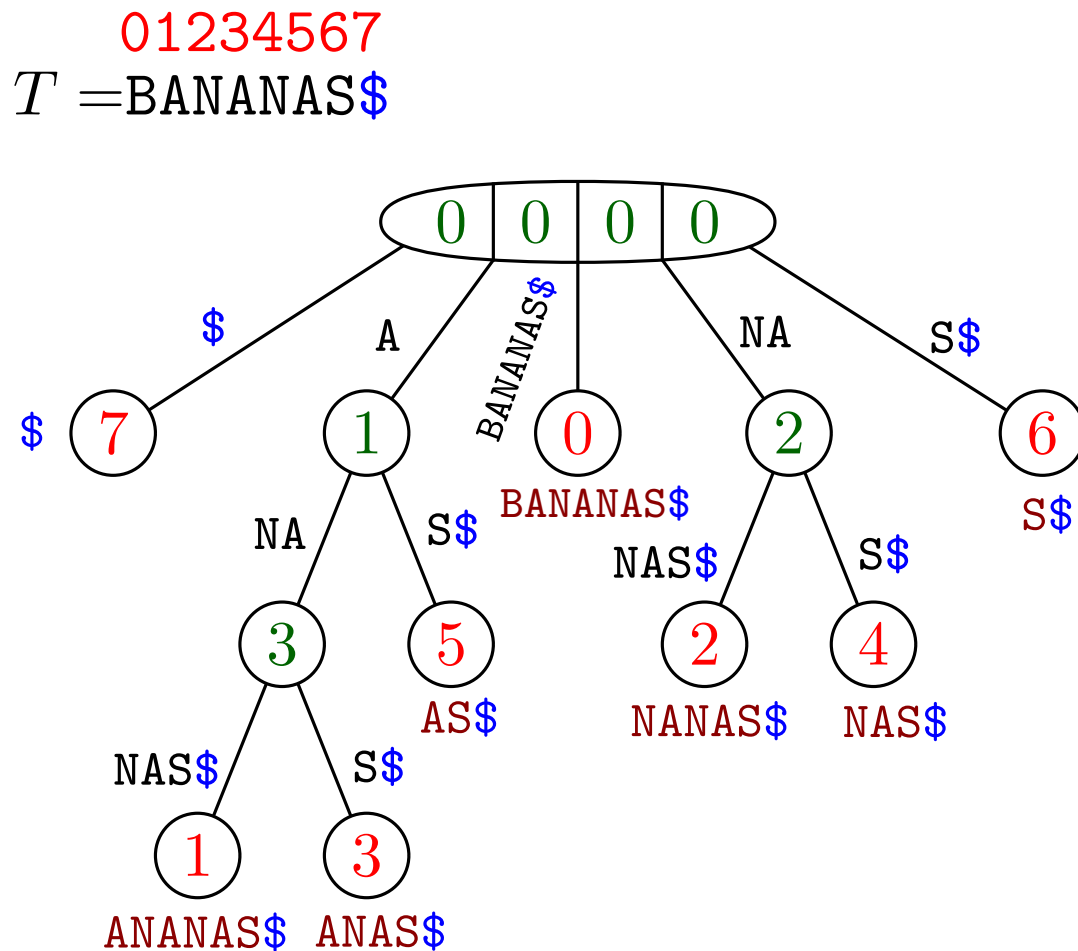 01234567
T =BANANAS$
0 0 0 0
$
A
BANANAS$
NA
S$
$ 7
1
0
2
6
BANANAS$
S$
NA
S$
NAS$
S$
3
5
2
4
AS$
NANAS$
NAS$
NAS$
S$
1
3
ANANAS$
ANAS$